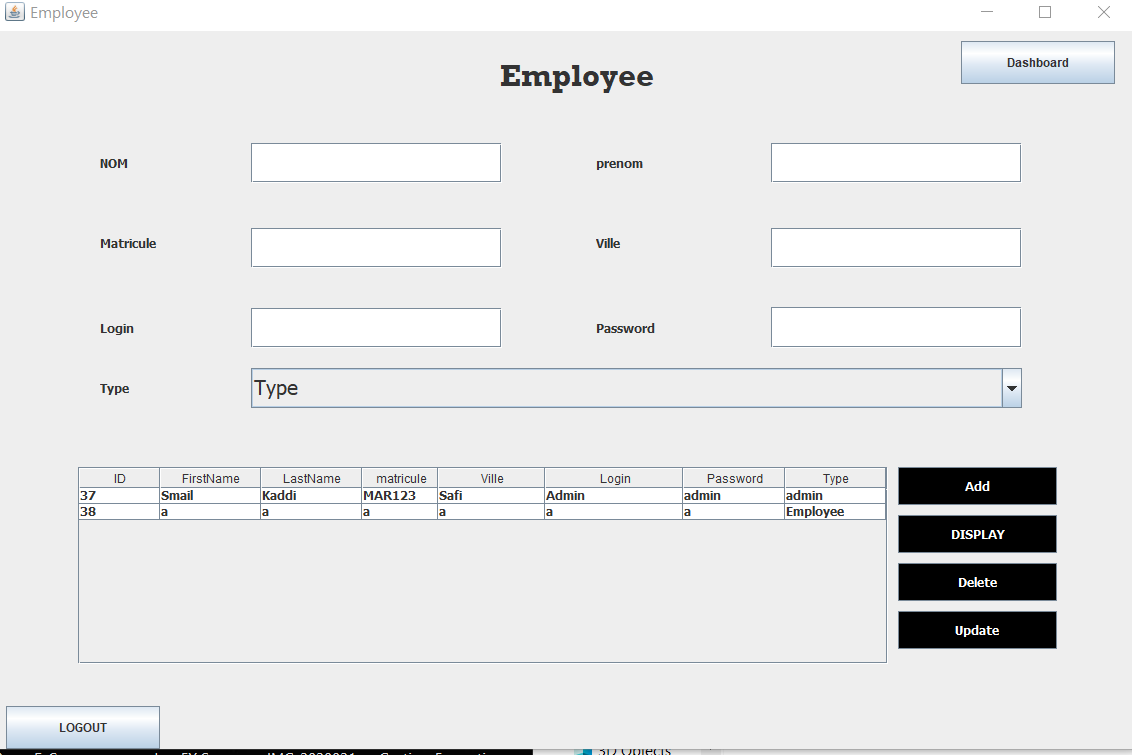 Employee
Dashboard
Employee
NOM
prenom
Matricule
Ville
Login
Password
Type
Type
ID FirstName LastName matricule Ville Login Password Type
37 Smail Kaddi MAR123 Safi Admin admin admin
38 a a a a a a Employee
Add
DISPLAY
Delete
Update
LOGOUT
3D Objects